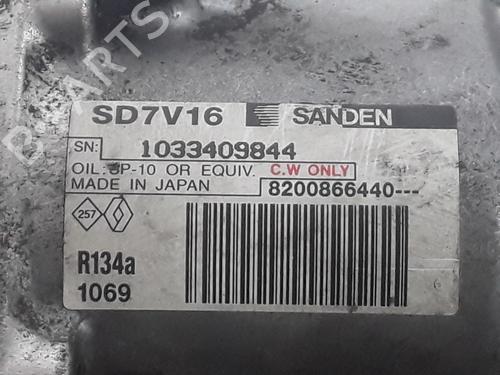 SD7V16 SANDEN
SN: 1033409844
OIL: SP-10 OR EQUIV. C.W ONLY
MADE IN JAPAN 8200866440---
257
R134a
1069